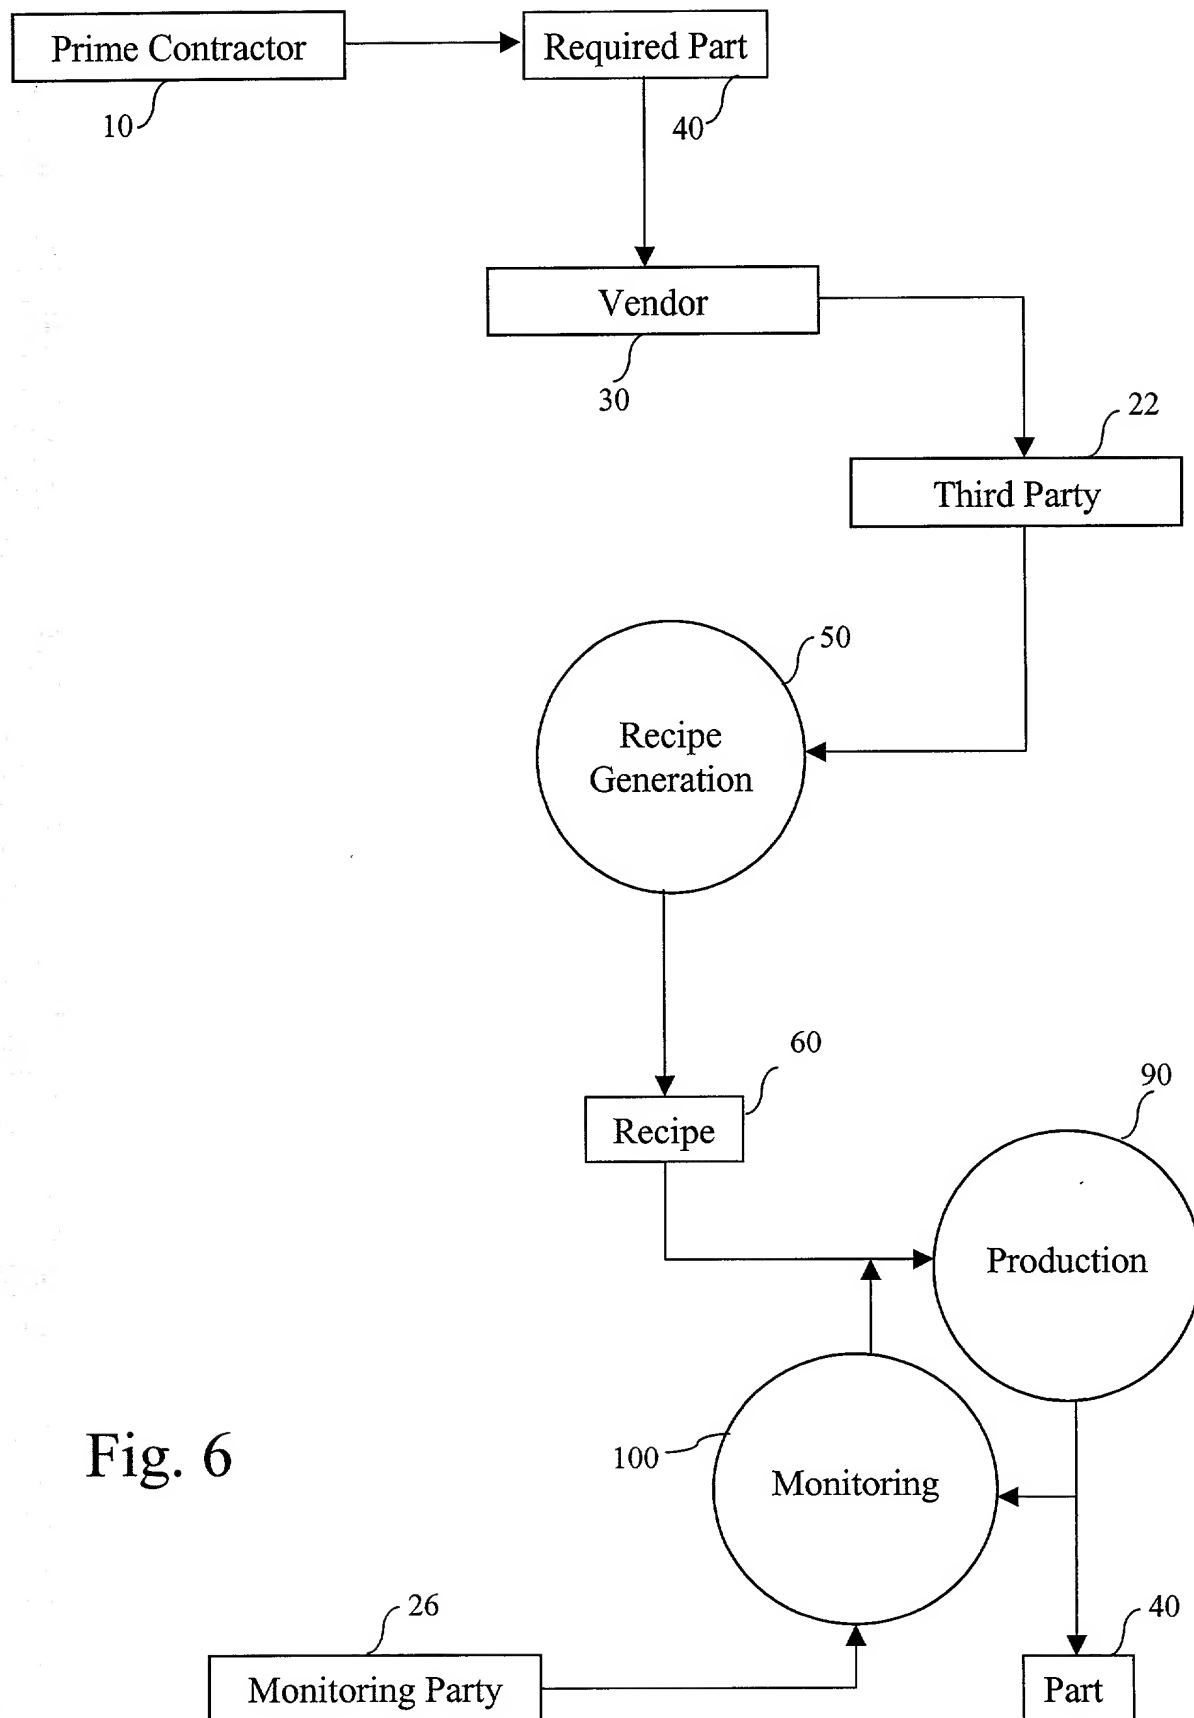 Prime Contractor
Required Part
10
40
Vendor
30
22
Third Party
50
Recipe
Generation
60
Recipe
90
Production
100
Monitoring
Fig. 6
26
Monitoring Party
40
Part